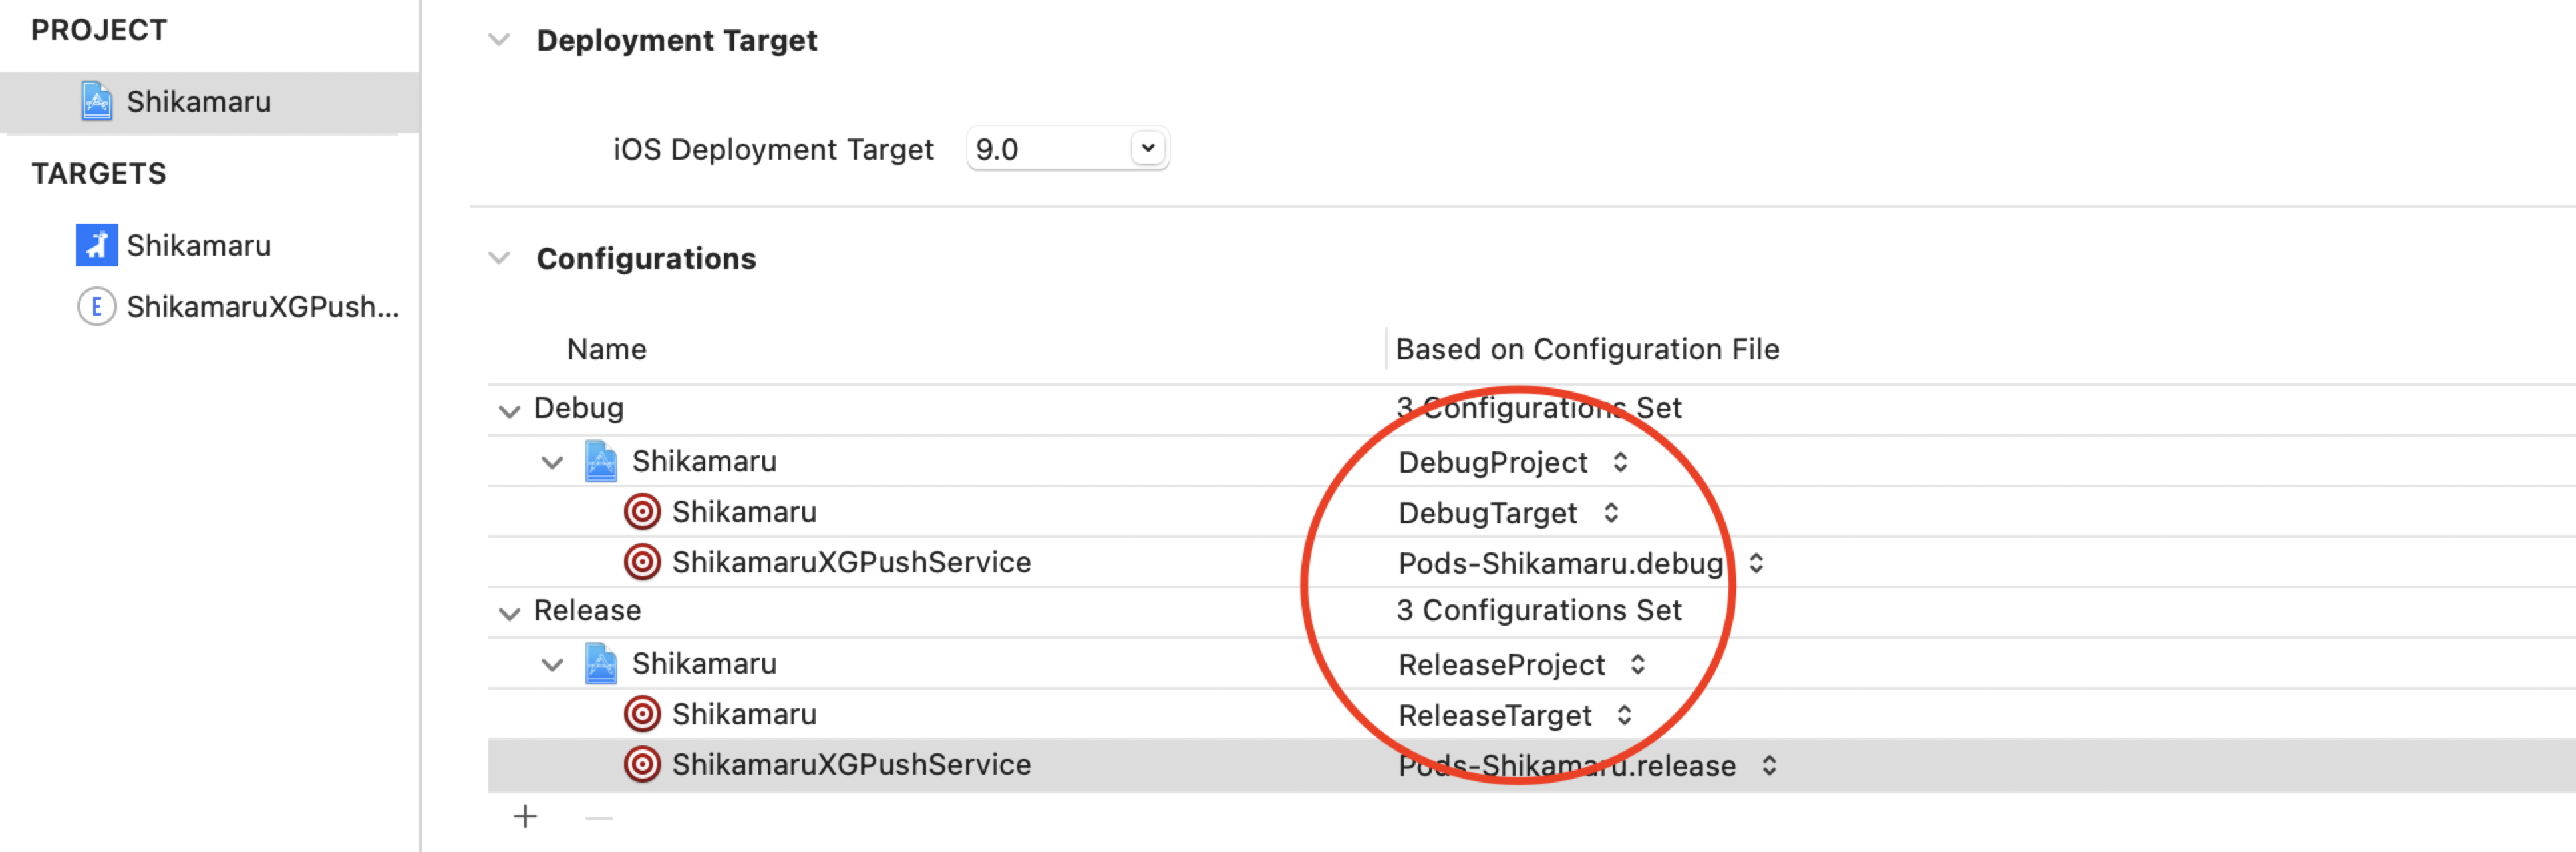 PROJECT
Shikamaru
TARGETS
Shikamaru
E ShikamaruXGPush...
Deployment Target
iOS Deployment Target 9.0
Configurations
Name Based on Configuration File
Debug 3 Configurations Set
Shikamaru DebugProject
Shikamaru DebugTarget
ShikamaruXGPushService Pods-Shikamaru.debug
Release 3 Configurations Set
Shikamaru ReleaseProject
Shikamaru ReleaseTarget
ShikamaruXGPushService Pods-Shikamaru.release